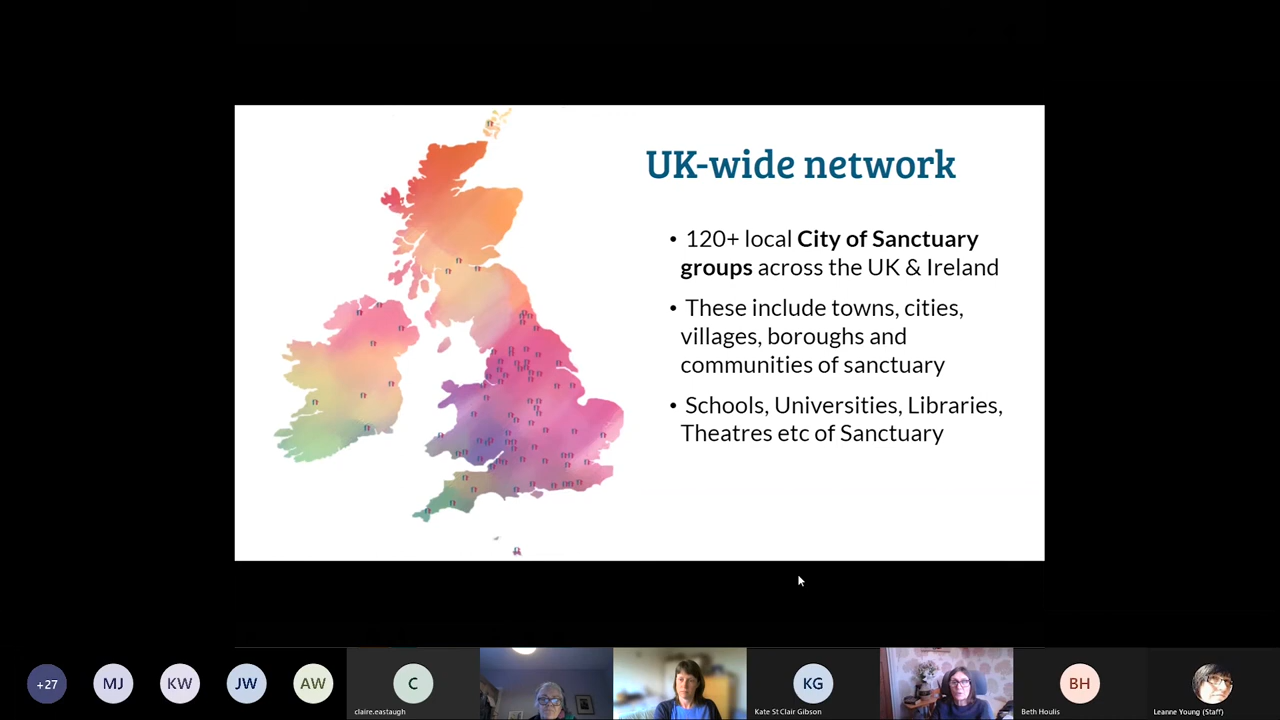 UK-wide network
• 120+ local City of Sanctuary
groups across the UK & Ireland
• These include towns, cities,
villages, boroughs and
communities of sanctuary
• Schools, Universities, Libraries,
Theatres etc of Sanctuary
+27
MJ
KW
JW
AW
C
claire.eastaugh
KG
Kate St Clair Gibson
BH
Beth Houlis
Leanne Young (Staff)